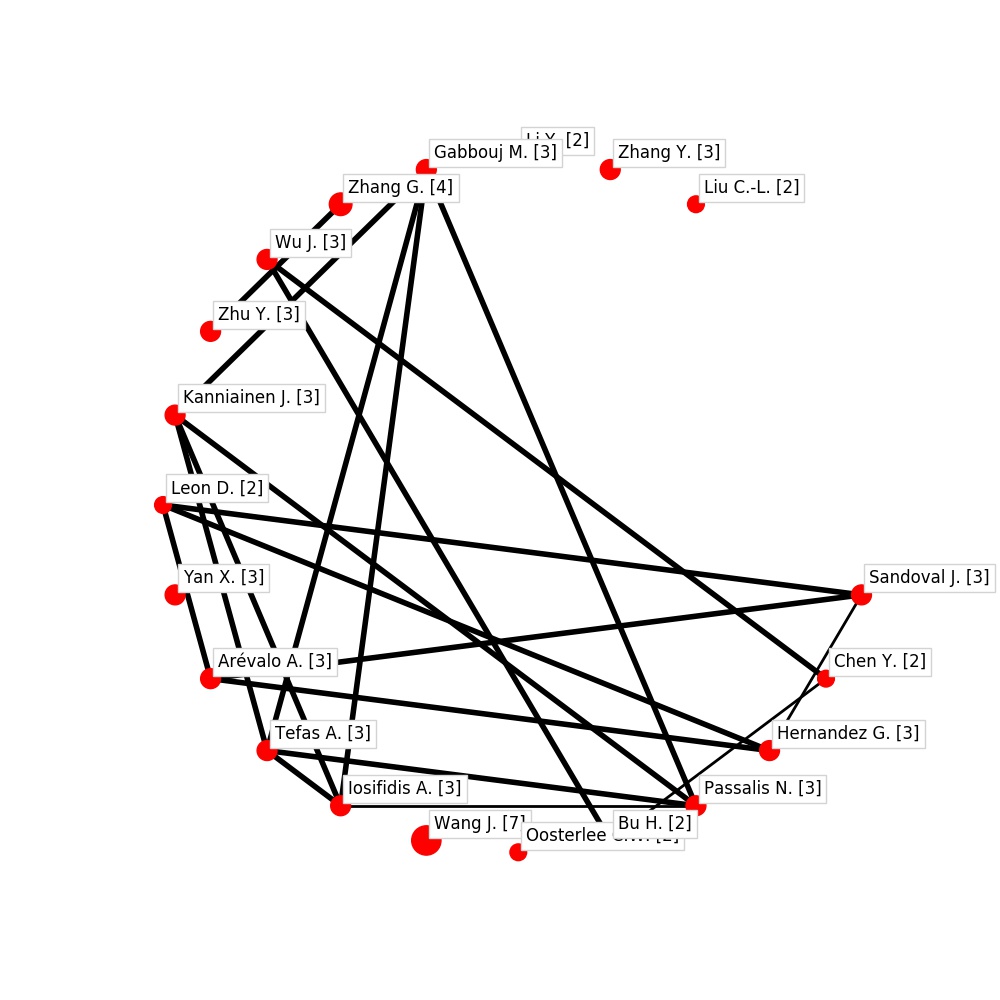 Li Y. [2]
Gabbouj M. [3]
Zhang Y. [3]
Zhang G. [4]
Liu C.-L. [2]
Wu J. [3]
Zhu Y. [3]
Kanniainen J. [3]
Leon D. [2]
Yan X. [3]
Sandoval J. [3]
Arévalo A. [3]
Chen Y. [2]
Tefas A. [3]
Hernandez G. [3]
Iosifidis A. [3]
Passalis N. [3]
Wang J. [7]
Bu H. [2]
Oosterlee C.W. [2]